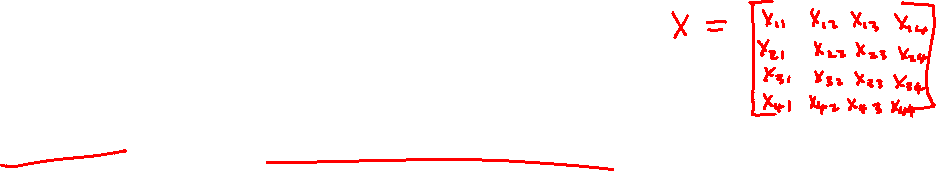 X = [ x11 x12 x13 x14
x21 x22 x23 x24
x31 x32 x33 x34
x41 x42 x43 x44 ]